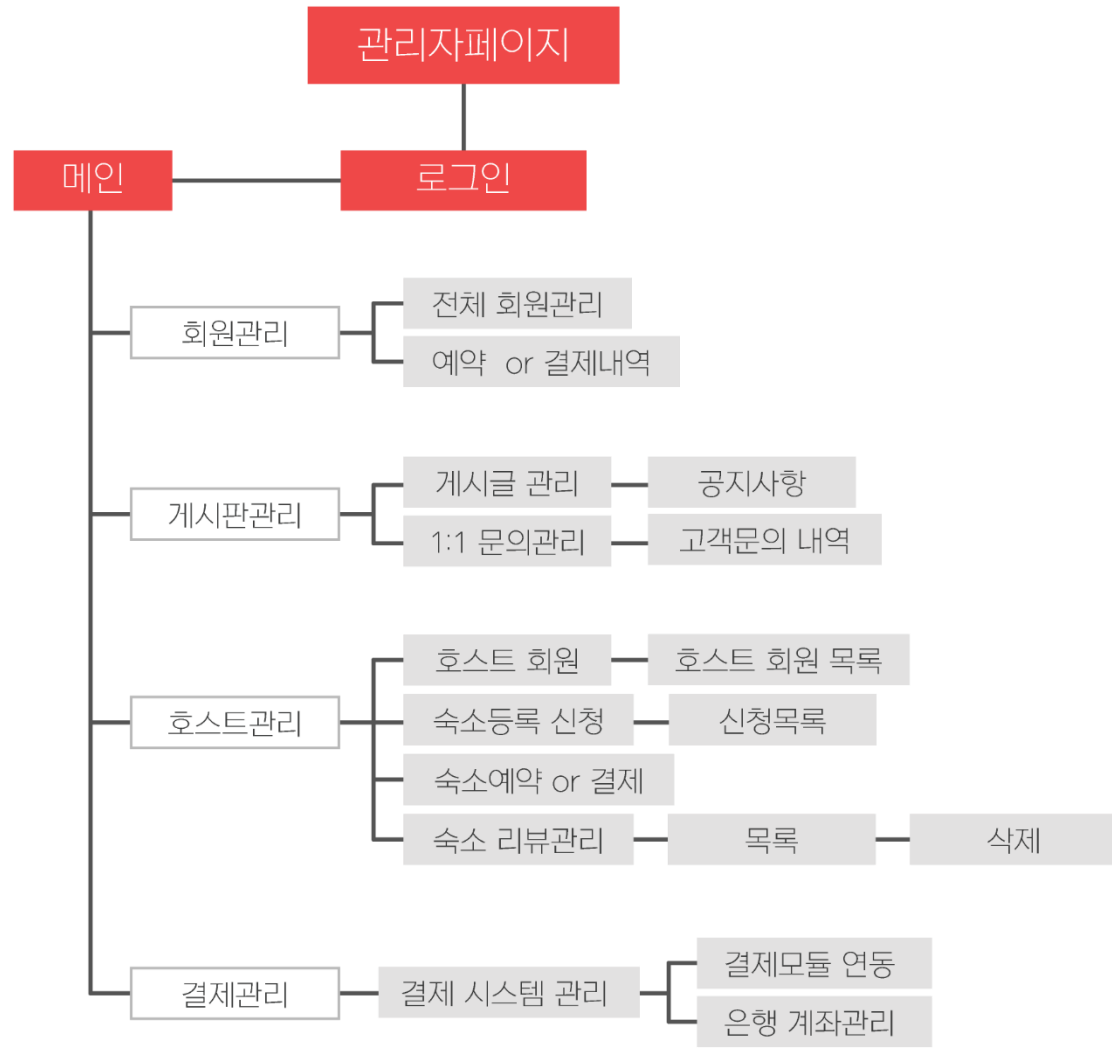 관리자페이지
메인
로그인
회원관리
전체 회원관리
예약 or 결제내역
게시판관리
게시글 관리
공지사항
1:1 문의관리
고객문의 내역
호스트관리
호스트 회원
호스트 회원 목록
숙소등록 신청
신청목록
숙소예약 or 결제
숙소 리뷰관리
목록
삭제
결제관리
결제 시스템 관리
결제모듈 연동
은행 계좌관리